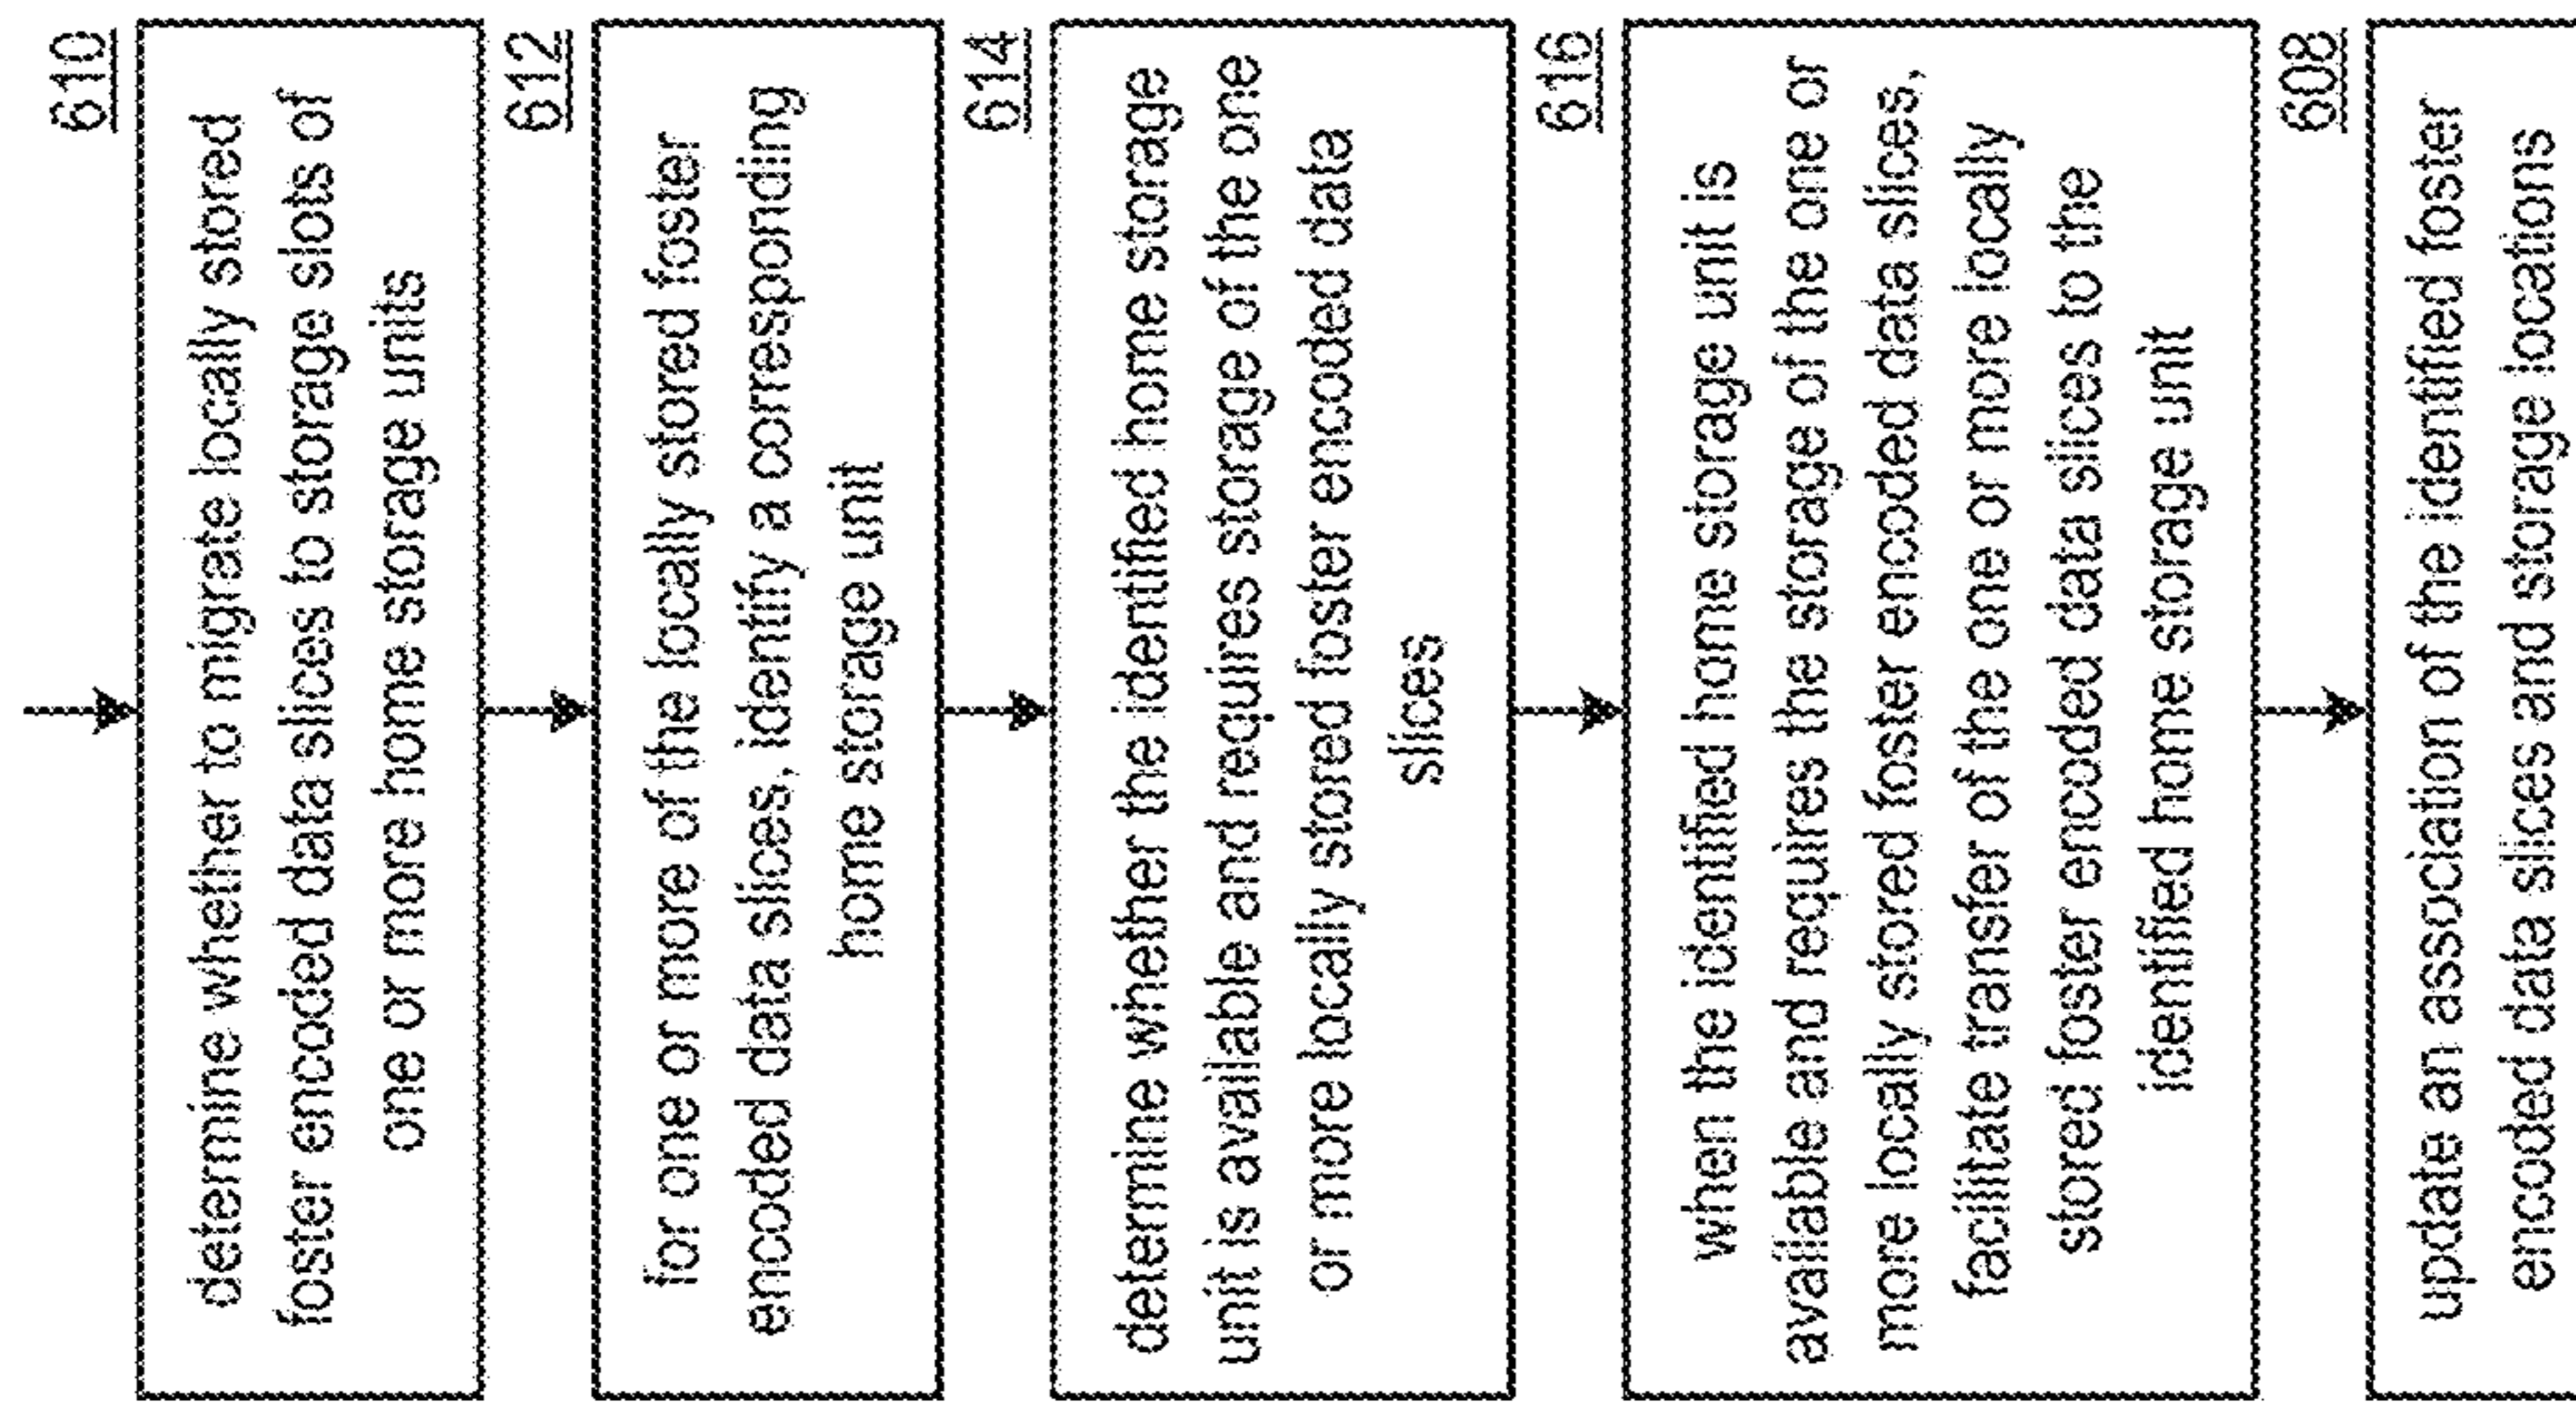 610
determine whether to migrate locally stored
foster encoded data slices to storage slots of
one or more home storage units
612
for one or more of the locally stored foster
encoded data slices, identify a corresponding
home storage unit
614
determine whether the identified home storage
unit is available and requires storage of the one
or more locally stored foster encoded data
slices
616
when the identified home storage unit is
available and requires the storage of the one or
more locally stored foster encoded data slices,
facilitate transfer of the one or more locally
stored foster encoded data slices to the
identified home storage unit
608
update an association of the identified foster
encoded data slices and storage locations